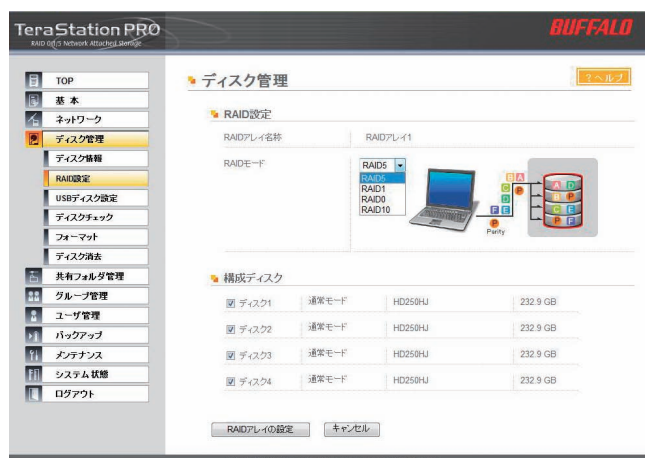 TeraStation PRO
RAID 0/1/5 Network Attached Storage
BUFFALO
TOP
基本
ネットワーク
ディスク管理
ディスク情報
RAID設定
USBディスク設定
ディスクチェック
フォーマット
ディスク消去
共有フォルダ管理
グループ管理
ユーザ管理
バックアップ
メンテナンス
システム状態
ログアウト
ディスク管理
?ヘルプ
RAID設定
RAIDアレイ名称 RAIDアレイ1
RAIDモード RAID5
RAID5
RAID1
RAID0
RAID10
Parity
構成ディスク
ディスク1 通常モード HD250HJ 232.9 GB
ディスク2 通常モード HD250HJ 232.9 GB
ディスク3 通常モード HD250HJ 232.9 GB
ディスク4 通常モード HD250HJ 232.9 GB
RAIDアレイの設定 キャンセル